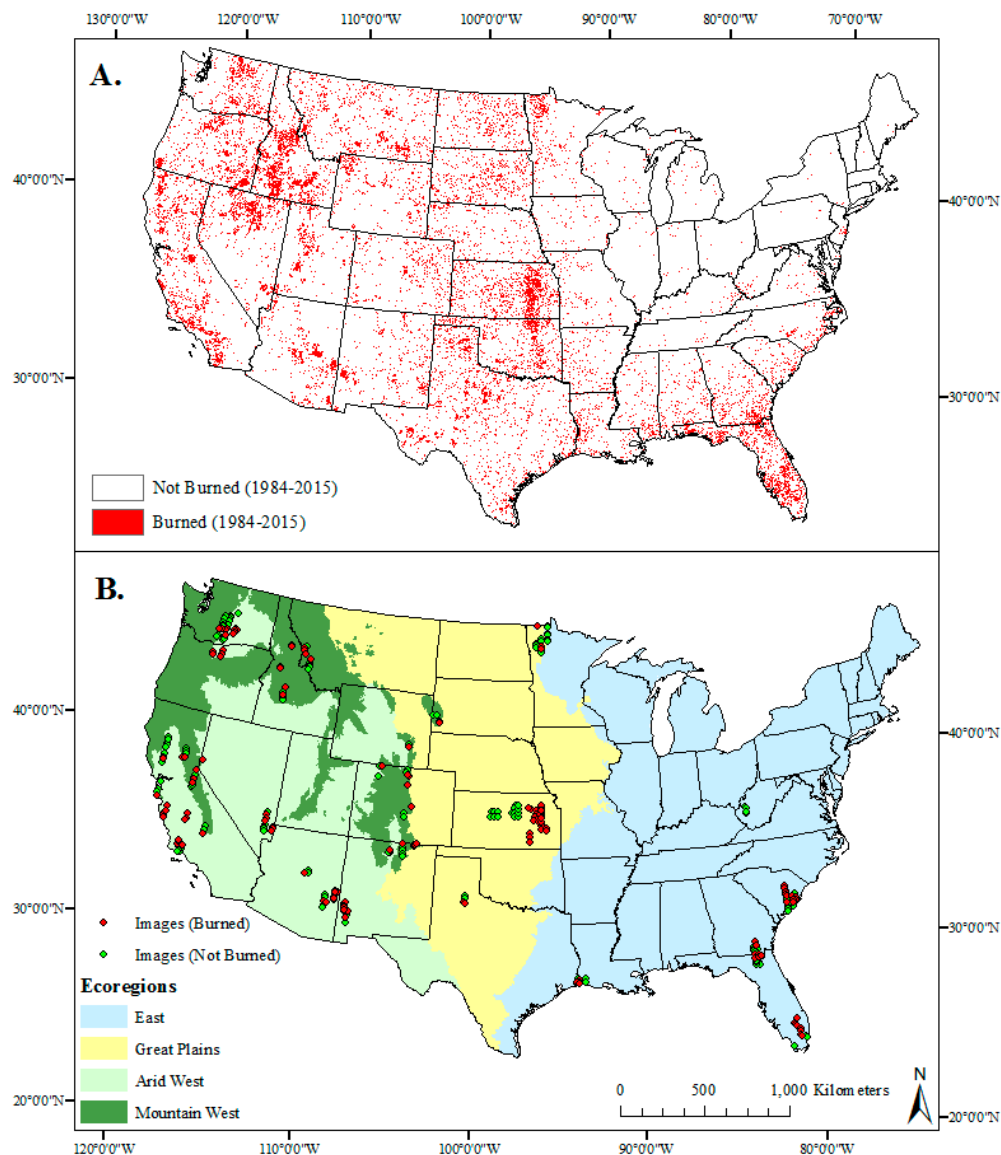 130°0'0"W 120°0'0"W 110°0'0"W 100°0'0"W 90°0'0"W 80°0'0"W 70°0'0"W
A.
40°0'0"N
40°0'0"N
30°0'0"N
30°0'0"N
Not Burned (1984-2015)
Burned (1984-2015)
B.
40°0'0"N
40°0'0"N
30°0'0"N
30°0'0"N
Images (Burned)
Images (Not Burned)
Ecoregions
East
Great Plains
Arid West
Mountain West
0 500 1,000 Kilometers
N
20°0'0"N
20°0'0"N
120°0'0"W 110°0'0"W 100°0'0"W 90°0'0"W 80°0'0"W